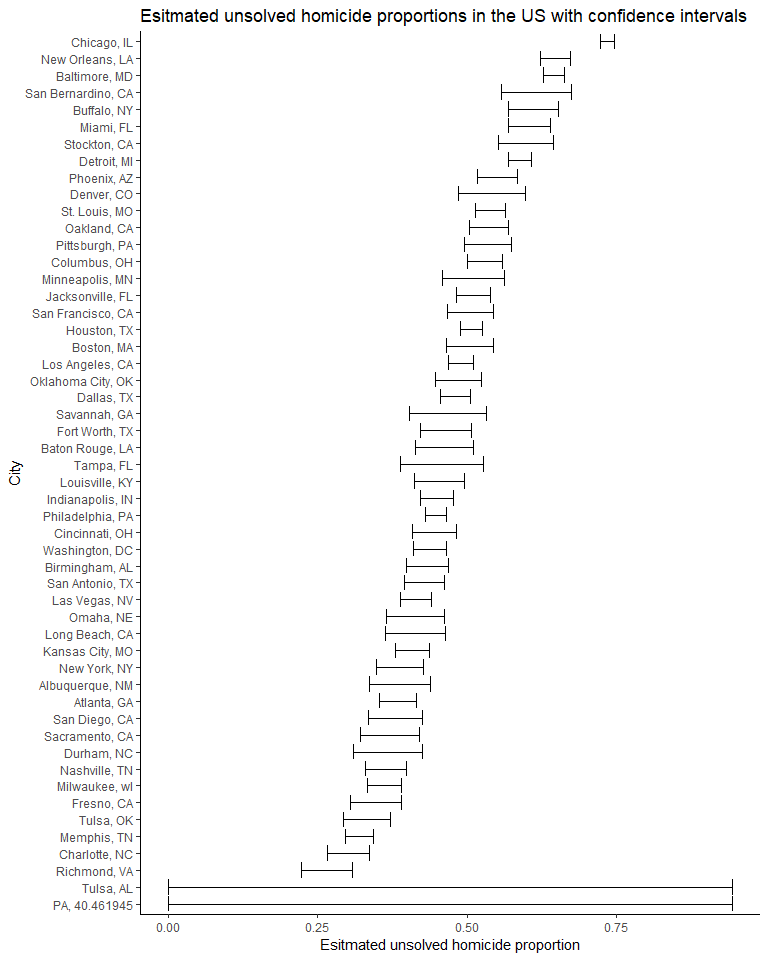 Esitmated unsolved homicide proportions in the US with confidence intervals
Chicago, IL
New Orleans, LA
Baltimore, MD
San Bernardino, CA
Buffalo, NY
Miami, FL
Stockton, CA
Detroit, MI
Phoenix, AZ
Denver, CO
St. Louis, MO
Oakland, CA
Pittsburgh, PA
Columbus, OH
Minneapolis, MN
Jacksonville, FL
San Francisco, CA
Houston, TX
Boston, MA
Los Angeles, CA
Oklahoma City, OK
Dallas, TX
Savannah, GA
Fort Worth, TX
Baton Rouge, LA
Tampa, FL
Louisville, KY
Indianapolis, IN
Philadelphia, PA
Cincinnati, OH
Washington, DC
Birmingham, AL
San Antonio, TX
Las Vegas, NV
Omaha, NE
Long Beach, CA
Kansas City, MO
New York, NY
Albuquerque, NM
Atlanta, GA
San Diego, CA
Sacramento, CA
Durham, NC
Nashville, TN
Milwaukee, wI
Fresno, CA
Tulsa, OK
Memphis, TN
Charlotte, NC
Richmond, VA
Tulsa, AL
PA, 40.461945
City
0.00 0.25 0.50 0.75
Esitmated unsolved homicide proportion